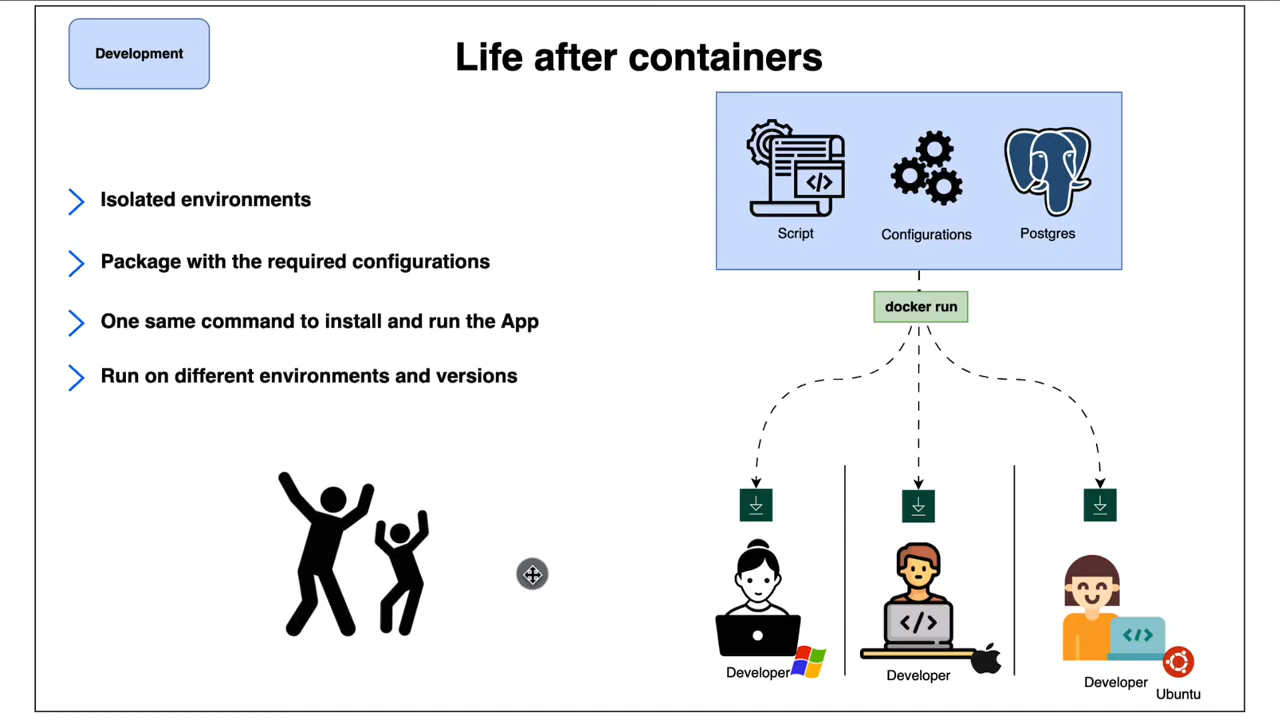 Development
Life after containers
Isolated environments
Package with the required configurations
One same command to install and run the App
Run on different environments and versions
Script
Configurations
Postgres
docker run
</>
</>
</>
Developer
Developer
Developer
Ubuntu